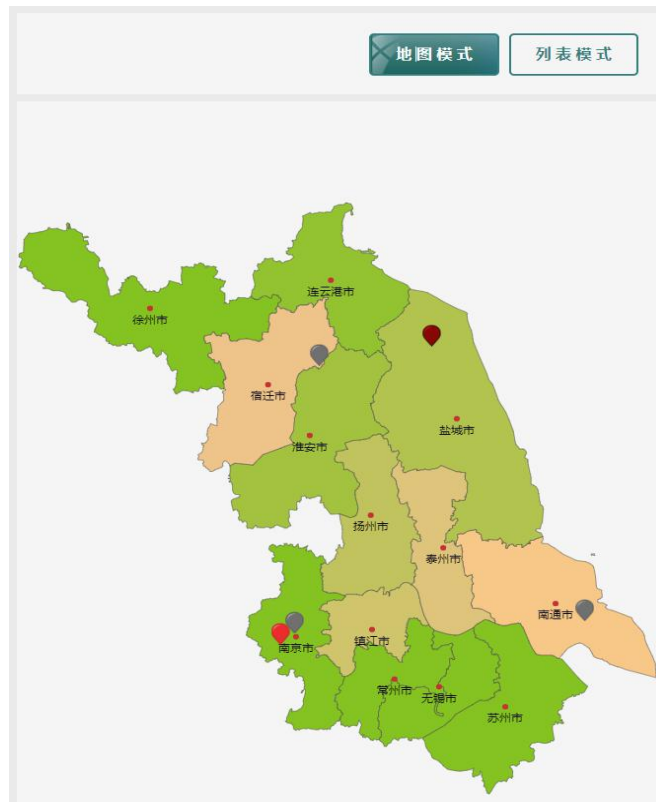 地图模式
列表模式
连云港市
徐州市
宿迁市
盐城市
淮安市
扬州市
泰州市
南通市
镇江市
南京市
常州市
无锡市
苏州市